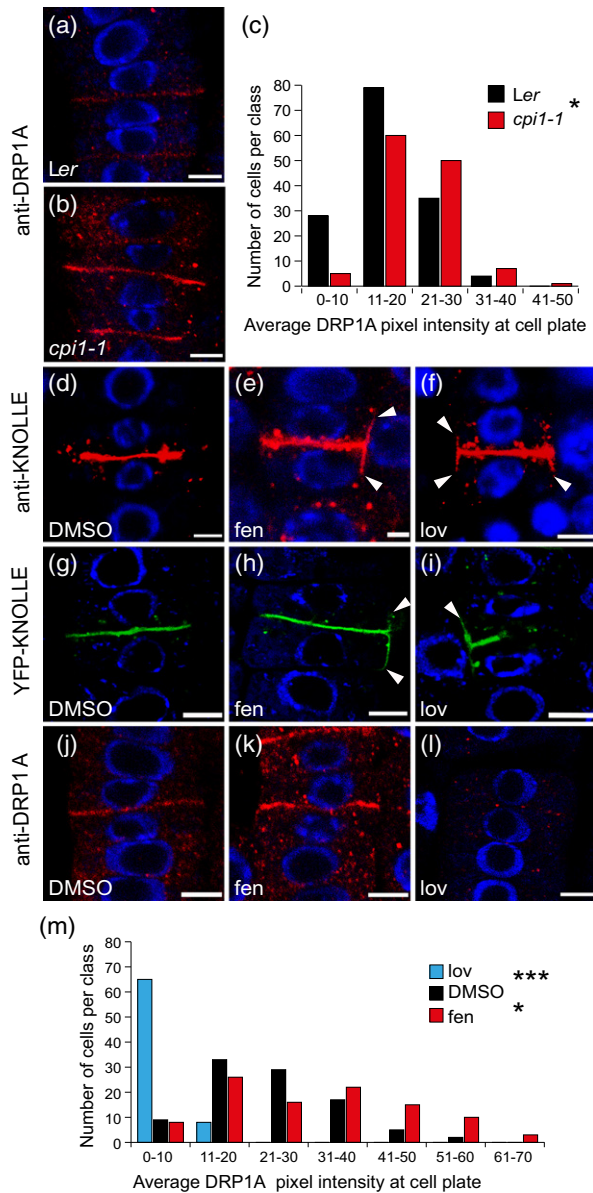 (a)
Ler
anti-DRP1A
(b)
cpi1-1
(c)
80
70
60
50
40
30
20
10
0
Number of cells per class
Ler
cpi1-1
*
0-10 11-20 21-30 31-40 41-50
Average DRP1A pixel intensity at cell plate
anti-KNOLLE
(d)
DMSO
(e)
fen
(f)
lov
YFP-KNOLLE
(g)
DMSO
(h)
fen
(i)
lov
anti-DRP1 A
(j)
DMSO
(k)
fen
(l)
lov
(m)
80
70
60
50
40
30
20
10
0
Number of cells per class
lov ***
DMSO
fen *
0-10 11-20 21-30 31-40 41-50 51-60 61-70
Average DRP1A pixel intensity at cell plate